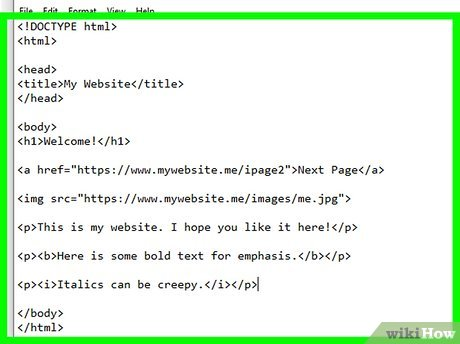 File Edit Format View Help
<!DOCTYPE html>
<html>
<head>
<title>My Website</title>
</head>
<body>
<h1>Welcome!</h1>
<a href="https://www.mywebsite.me/ipage2">Next Page</a>
<img src="https://www.mywebsite.me/images/me.jpg">
<p>This is my website. I hope you like it here!</p>
<p><b>Here is some bold text for emphasis.</b></p>
<p><i>Italics can be creepy.</i></p>
</body>
</html>
wikiHow